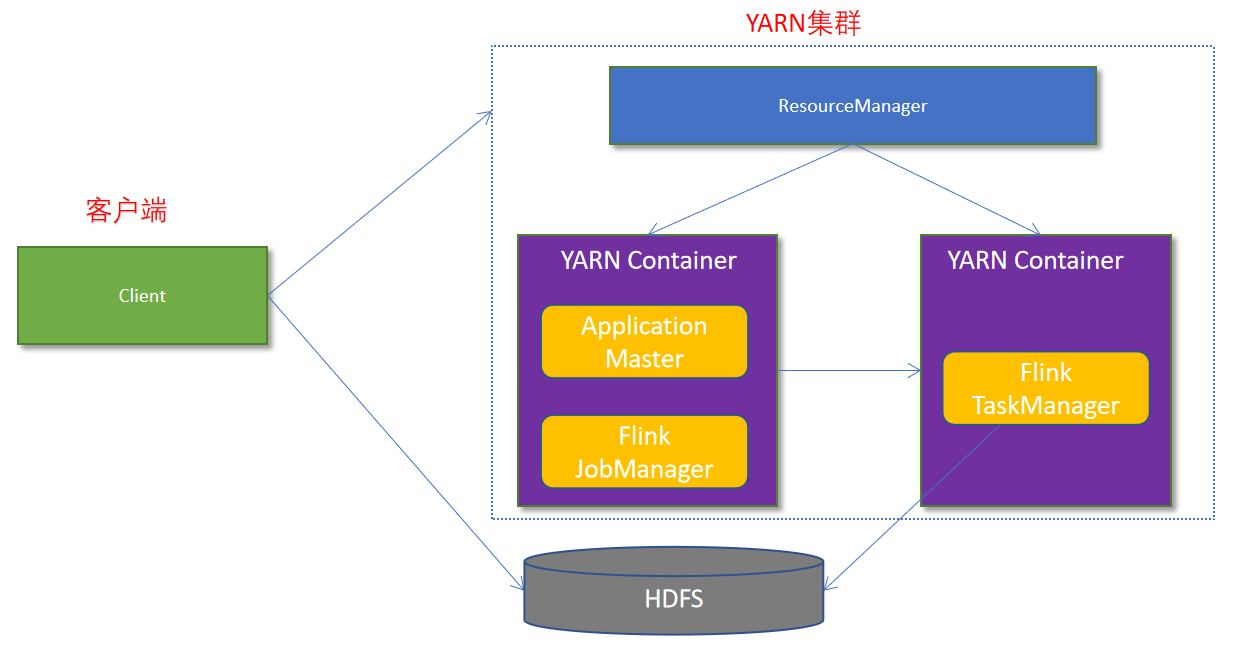 YARN集群
ResourceManager
客户端
Client
YARN Container
Application
Master
Flink
JobManager
YARN Container
Flink
TaskManager
HDFS